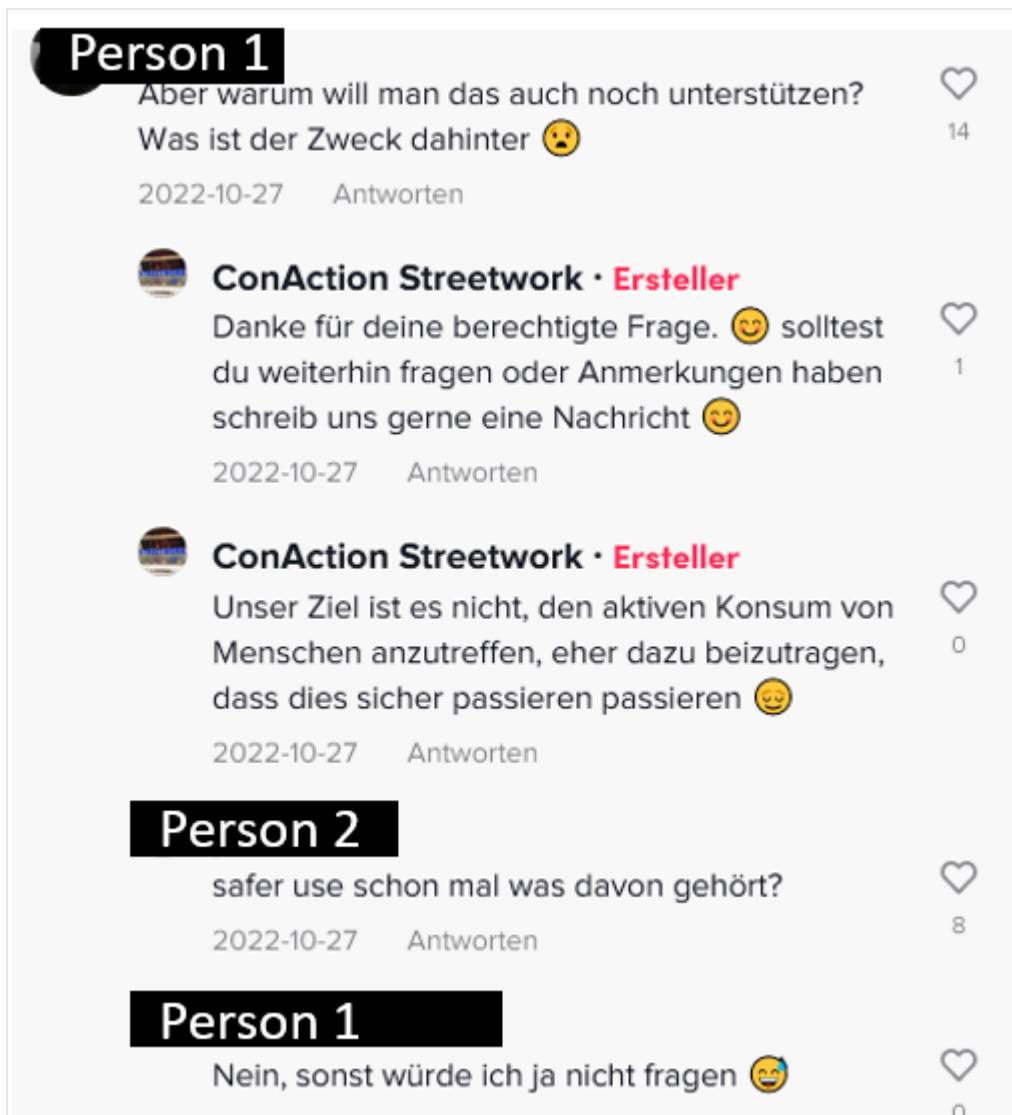 Person 1
Aber warum will man das auch noch unterstützen?
Was ist der Zweck dahinter 😧
14
2022-10-27 Antworten
ConAction Streetwork · Ersteller
Danke für deine berechtigte Frage. 😋 solltest
du weiterhin fragen oder Anmerkungen haben
schreib uns gerne eine Nachricht 😋
1
2022-10-27 Antworten
ConAction Streetwork · Ersteller
Unser Ziel ist es nicht, den aktiven Konsum von
Menschen anzutreffen, eher dazu beizutragen,
dass dies sicher passieren passieren 😌
0
2022-10-27 Antworten
Person 2
safer use schon mal was davon gehört?
8
2022-10-27 Antworten
Person 1
Nein, sonst würde ich ja nicht fragen 😅